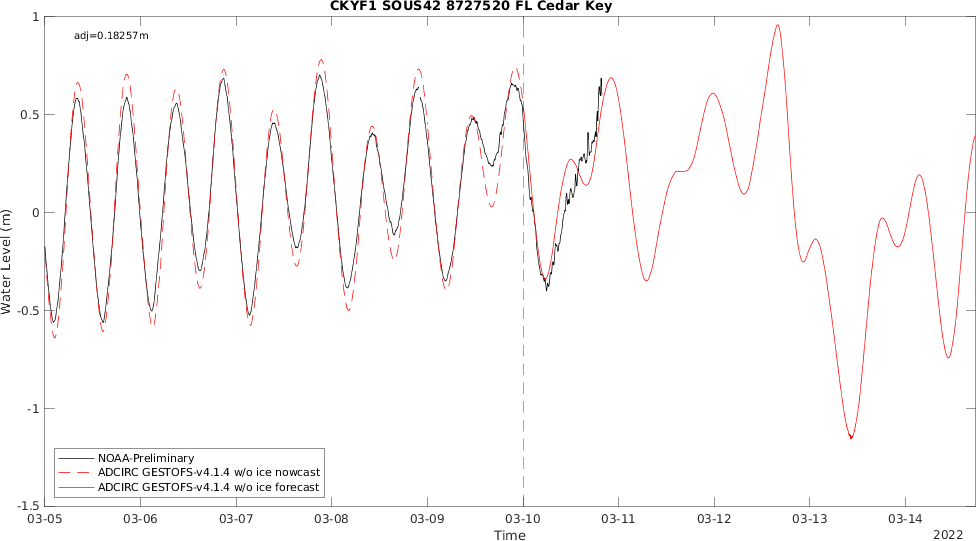 CKYF1 SOUS42 8727520 FL Cedar Key
adj=0.18257m
1
0.5
0
-0.5
-1
-1.5
Water Level (m)
NOAA-Preliminary
ADCIRC GESTOFS-v4.1.4 w/o ice nowcast
ADCIRC GESTOFS-v4.1.4 w/o ice forecast
03-05 03-06 03-07 03-08 03-09 03-10 03-11 03-12 03-13 03-14
Time
2022